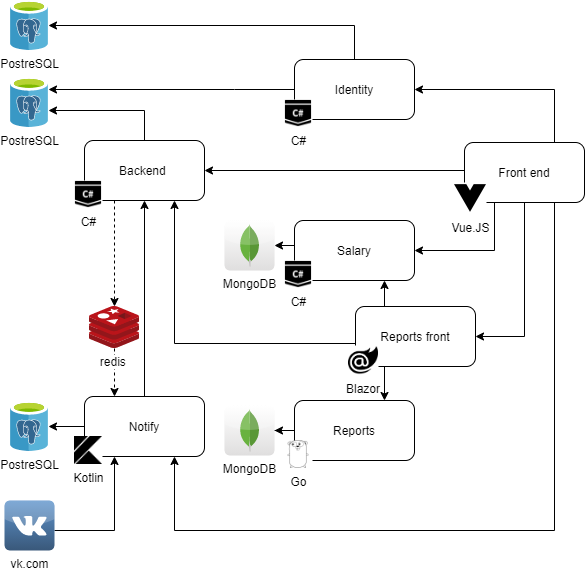 PostreSQL
Identity
C#
C#
PostreSQL
Backend
C#
C#
Front end
Vue.JS
MongoDB
Salary
C#
C#
redis
Reports front
Blazor
PostreSQL
Notify
Kotlin
MongoDB
Reports
Go
vk.com